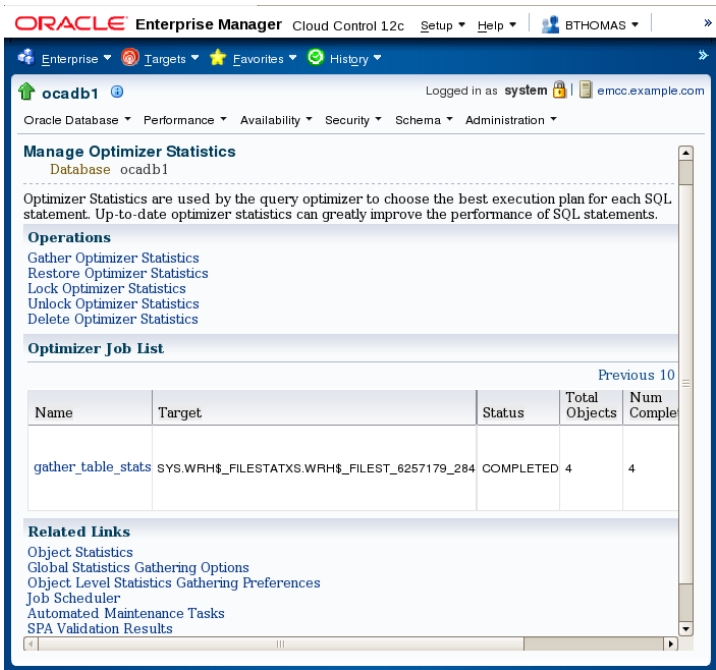 ORACLE Enterprise Manager Cloud Control 12c Setup Help BTHOMAS »
Enterprise Targets Favorites History
ocadb1 Logged in as system emcc.example.com
Oracle Database Performance Availability Security Schema Administration
Manage Optimizer Statistics
Database ocadb1
Optimizer Statistics are used by the query optimizer to choose the best execution plan for each SQL
statement. Up-to-date optimizer statistics can greatly improve the performance of SQL statements.
Operations
Gather Optimizer Statistics
Restore Optimizer Statistics
Lock Optimizer Statistics
Unlock Optimizer Statistics
Delete Optimizer Statistics
Optimizer Job List
Previous 10
Name Target Status Total Objects Num Comple
gather_table_stats SYS.WRH$_FILESTATXS.WRH$_FILEST_6257179_284 COMPLETED 4 4
Related Links
Object Statistics
Global Statistics Gathering Options
Object Level Statistics Gathering Preferences
Job Scheduler
Automated Maintenance Tasks
SPA Validation Results